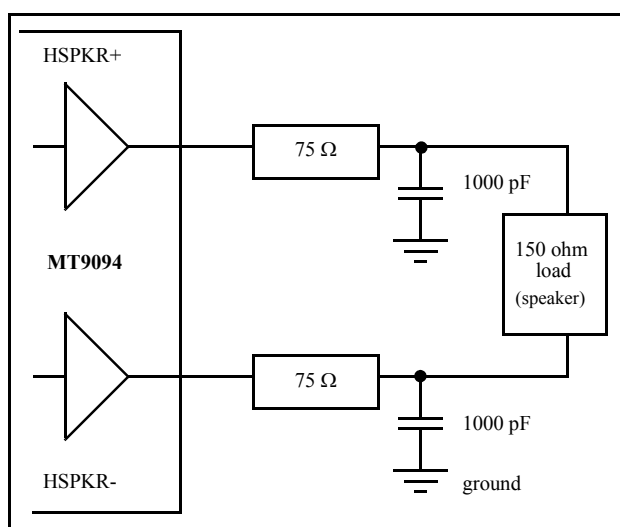 HSPKR+
75 Ω
1000 pF
MT9094
150 ohm
load
(speaker)
75 Ω
1000 pF
HSPKR-
ground